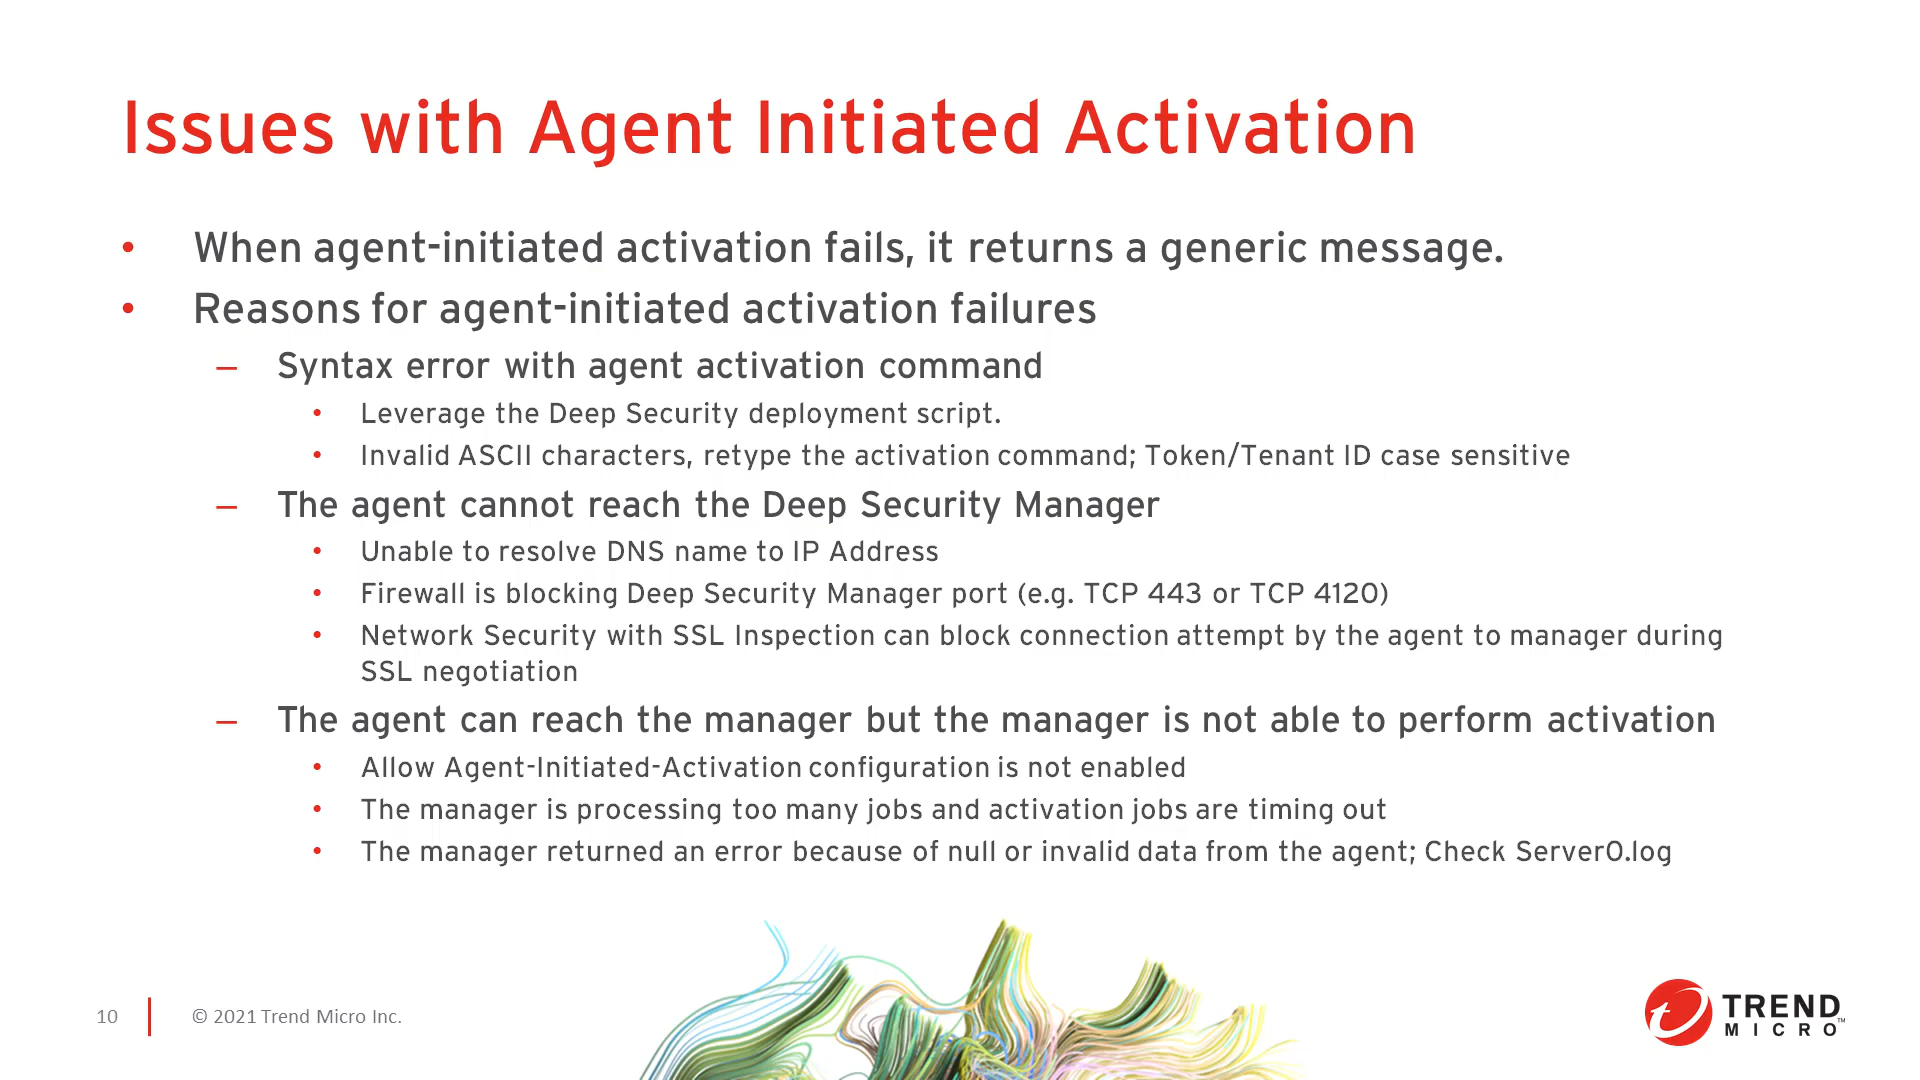 Issues with Agent Initiated Activation
• When agent-initiated activation fails, it returns a generic message.
• Reasons for agent-initiated activation failures
– Syntax error with agent activation command
• Leverage the Deep Security deployment script.
• Invalid ASCII characters, retype the activation command; Token/Tenant ID case sensitive
– The agent cannot reach the Deep Security Manager
• Unable to resolve DNS name to IP Address
• Firewall is blocking Deep Security Manager port (e.g. TCP 443 or TCP 4120)
• Network Security with SSL Inspection can block connection attempt by the agent to manager during
SSL negotiation
– The agent can reach the manager but the manager is not able to perform activation
• Allow Agent-Initiated-Activation configuration is not enabled
• The manager is processing too many jobs and activation jobs are timing out
• The manager returned an error because of null or invalid data from the agent; Check Server0.log
10 © 2021 Trend Micro Inc.
TREND
MICRO™